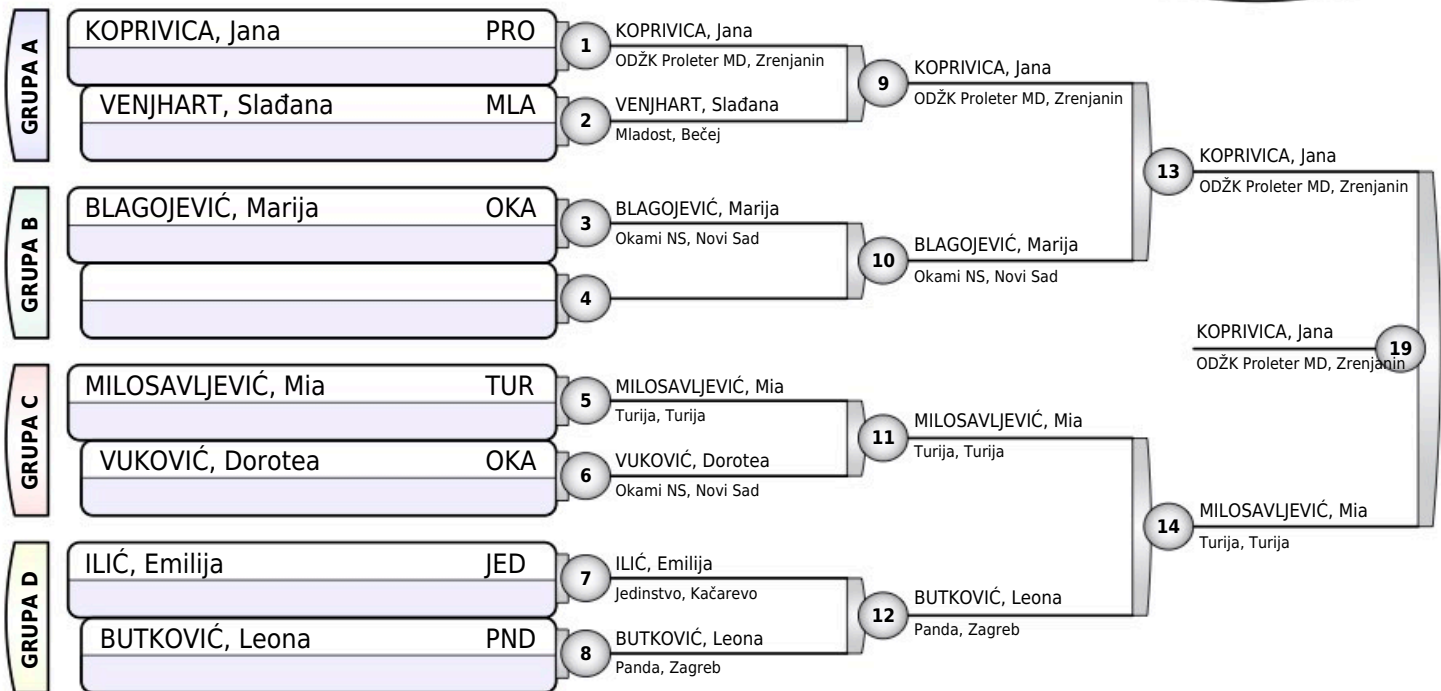 GRUPA A
KOPRIVICA, Jana PRO
VENJHART, Slađana MLA
GRUPA B
BLAGOJEVIĆ, Marija OKA
GRUPA C
MILOSAVLJEVIĆ, Mia TUR
VUKOVIĆ, Dorotea OKA
GRUPA D
ILIĆ, Emilija JED
BUTKOVIĆ, Leona PND
1
KOPRIVICA, Jana
ODŽK Proleter MD, Zrenjanin
2
VENJHART, Slađana
Mladost, Bečej
3
BLAGOJEVIĆ, Marija
Okami NS, Novi Sad
4
5
MILOSAVLJEVIĆ, Mia
Turija, Turija
6
VUKOVIĆ, Dorotea
Okami NS, Novi Sad
7
ILIĆ, Emilija
Jedinstvo, Kačarevo
8
BUTKOVIĆ, Leona
Panda, Zagreb
9
KOPRIVICA, Jana
ODŽK Proleter MD, Zrenjanin
10
BLAGOJEVIĆ, Marija
Okami NS, Novi Sad
11
MILOSAVLJEVIĆ, Mia
Turija, Turija
12
BUTKOVIĆ, Leona
Panda, Zagreb
13
KOPRIVICA, Jana
ODŽK Proleter MD, Zrenjanin
14
MILOSAVLJEVIĆ, Mia
Turija, Turija
KOPRIVICA, Jana
19
ODŽK Proleter MD, Zrenjanin